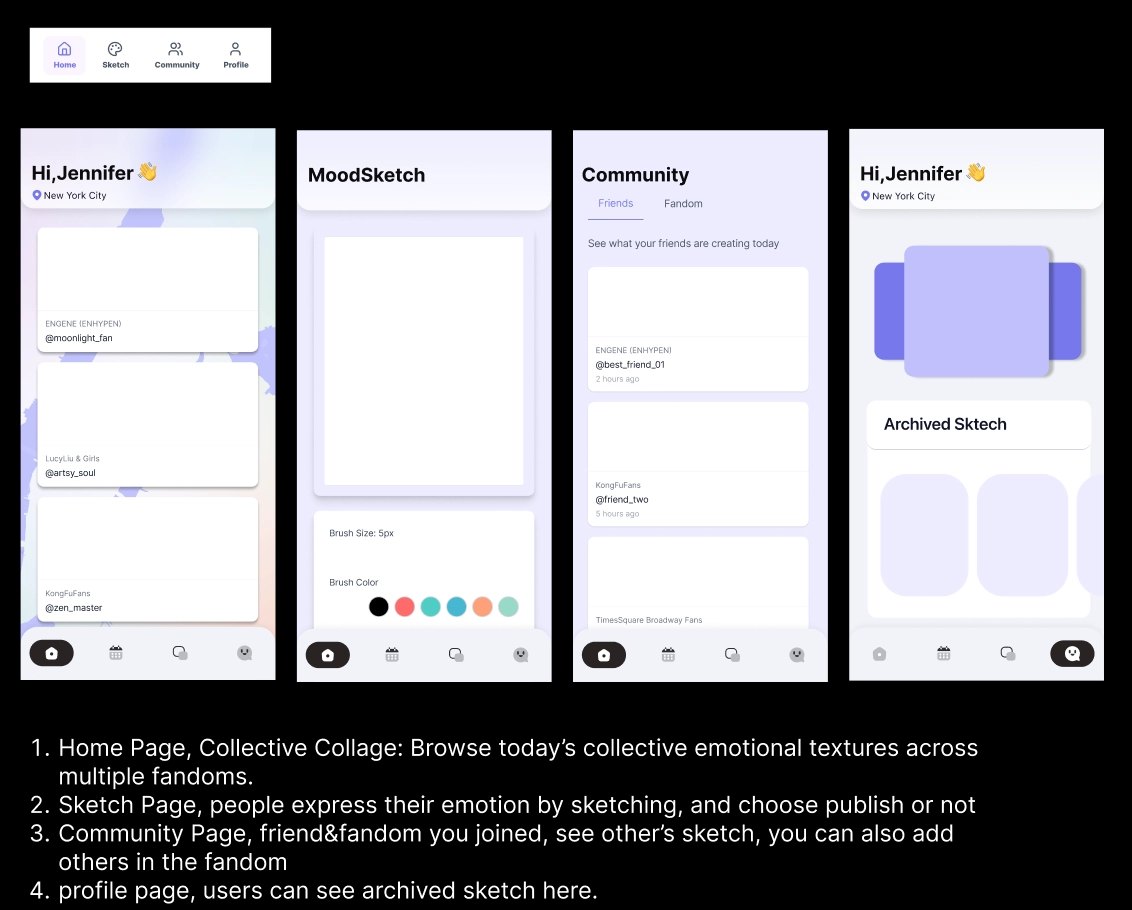 Home Sketch Community Profile
Hi,Jennifer👋
New York City
ENGENE (ENHYPEN)
@moonlight_fan
LucyLiu & Girls
@artsy_soul
KongFuFans
@zen_master
MoodSketch
Brush Size: 5px
Brush Color
Community
Friends Fandom
See what your friends are creating today
ENGENE (ENHYPEN)
@best_friend_01
2 hours ago
KongFuFans
@friend_two
5 hours ago
TimesSquare Broadway Fans
Hi,Jennifer👋
New York City
Archived Sktech
1. Home Page, Collective Collage: Browse today’s collective emotional textures across
multiple fandoms.
2. Sketch Page, people express their emotion by sketching, and choose publish or not
3. Community Page, friend&fandom you joined, see other’s sketch, you can also add
others in the fandom
4. profile page, users can see archived sketch here.